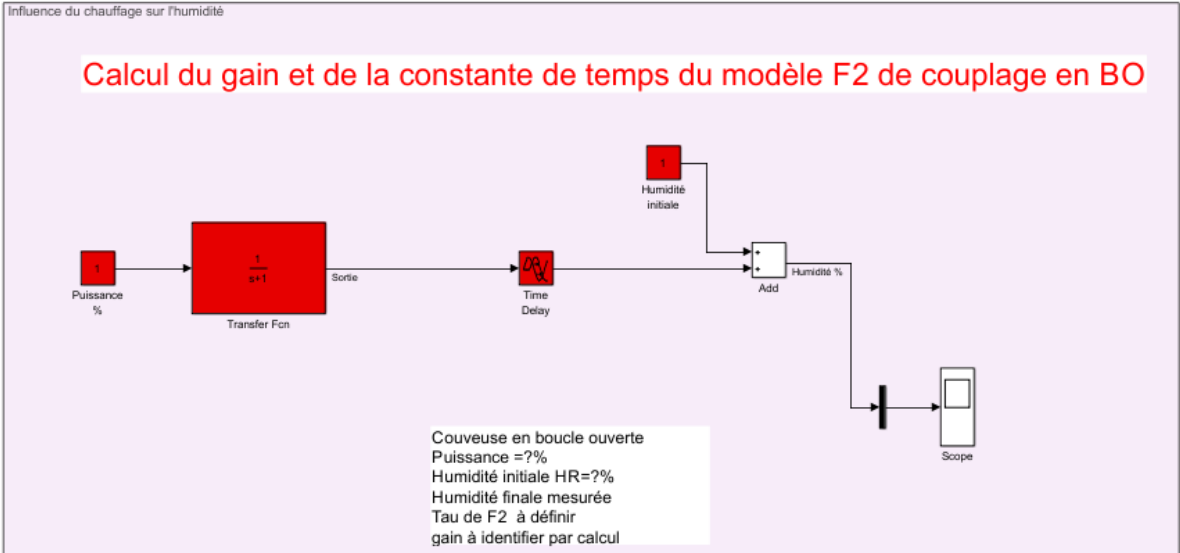 Influence du chauffage sur l'humidité
Calcul du gain et de la constante de temps du modèle F2 de couplage en BO
1
Humidité
initiale
1
Puissance
%
1
s+1
Transfer Fcn
Sortie
Time
Delay
+
+
Add
Humidité %
Scope
Couveuse en boucle ouverte
Puissance =?%
Humidité initiale HR=?%
Humidité finale mesurée
Tau de F2 à définir
gain à identifier par calcul